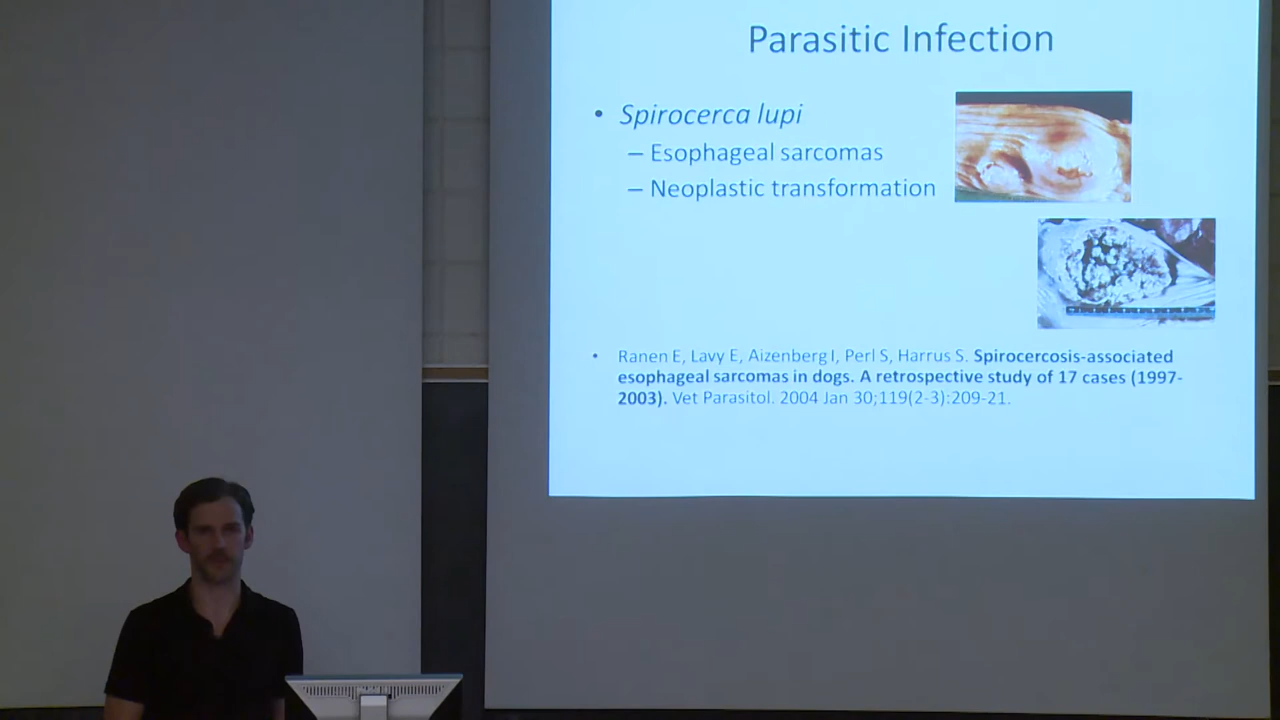 Parasitic Infection
• Spirocerca lupi
– Esophageal sarcomas
– Neoplastic transformation
• Ranen E, Lavy E, Aizenberg I, Perl S, Harrus S. Spirocercosis-associated
esophageal sarcomas in dogs. A retrospective study of 17 cases (1997-
2003). Vet Parasitol. 2004 Jan 30;119(2-3):209-21.